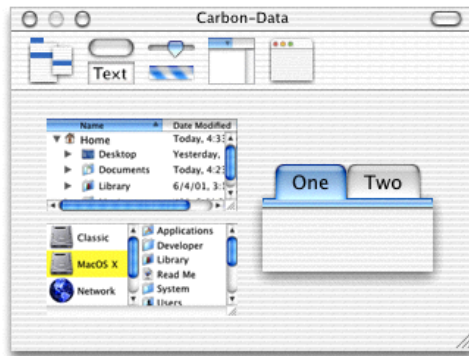 Carbon-Data
Text
Name Date Modified
Home Today, 4:33
Desktop Yesterday,
Documents Today, 4:23
Library 6/4/01, 3:
One Two
Classic
MacOS X
Network
Applications
Developer
Library
Read Me
System
Users